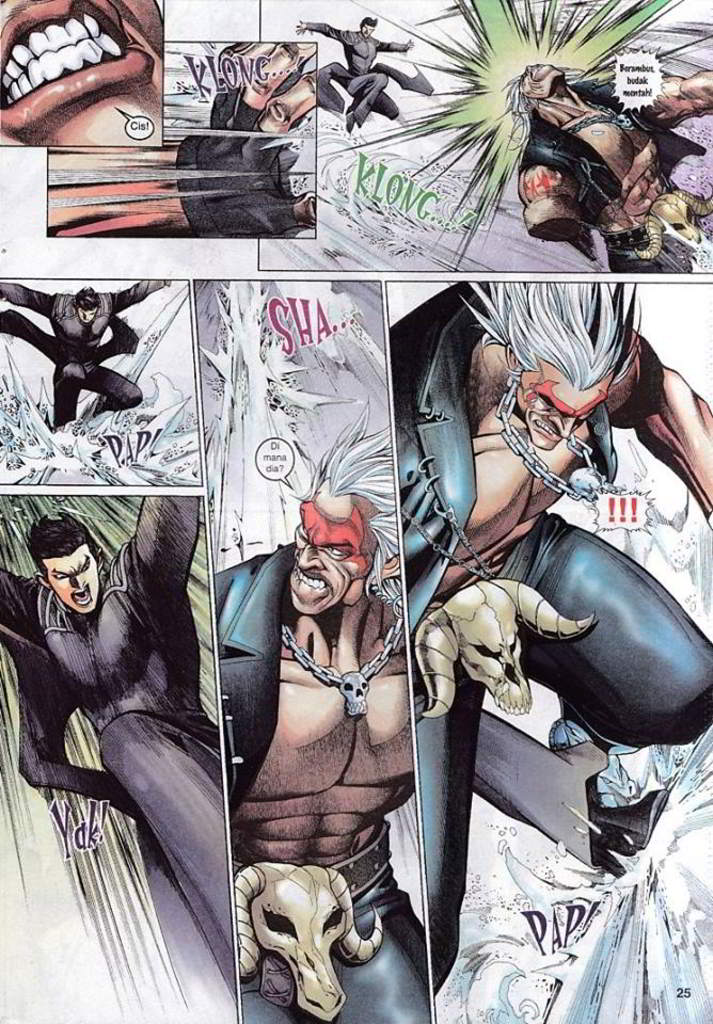 Cis!
KLONG...!
Berambus,
budak
mentah!
KLONG...!
PAP!
SHA...
Di
mana
dia?
!!!
Yak!
PAP!
25